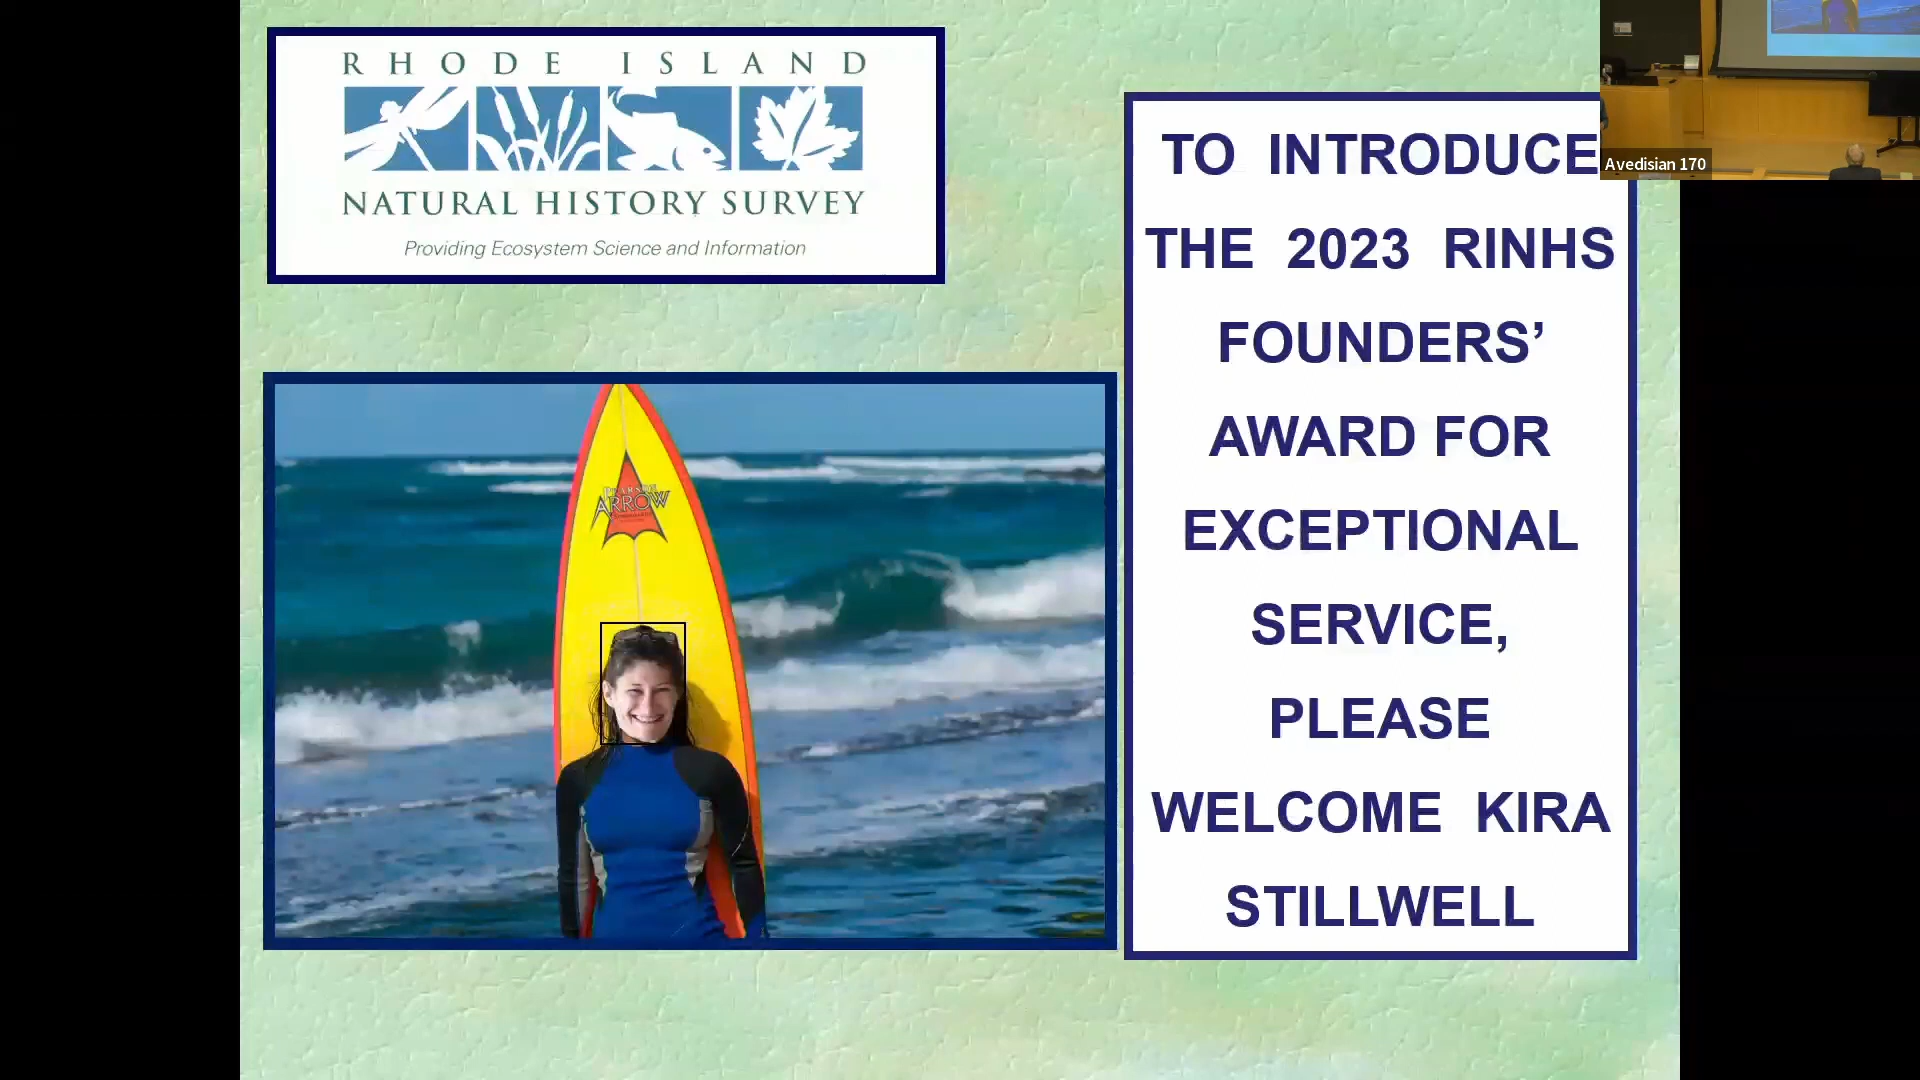 RHODE ISLAND
NATURAL HISTORY SURVEY
Providing Ecosystem Science and Information
ARROW
TO INTRODUCE
THE 2023 RINHS
FOUNDERS’
AWARD FOR
EXCEPTIONAL
SERVICE,
PLEASE
WELCOME KIRA
STILLWELL
Avedisian 170